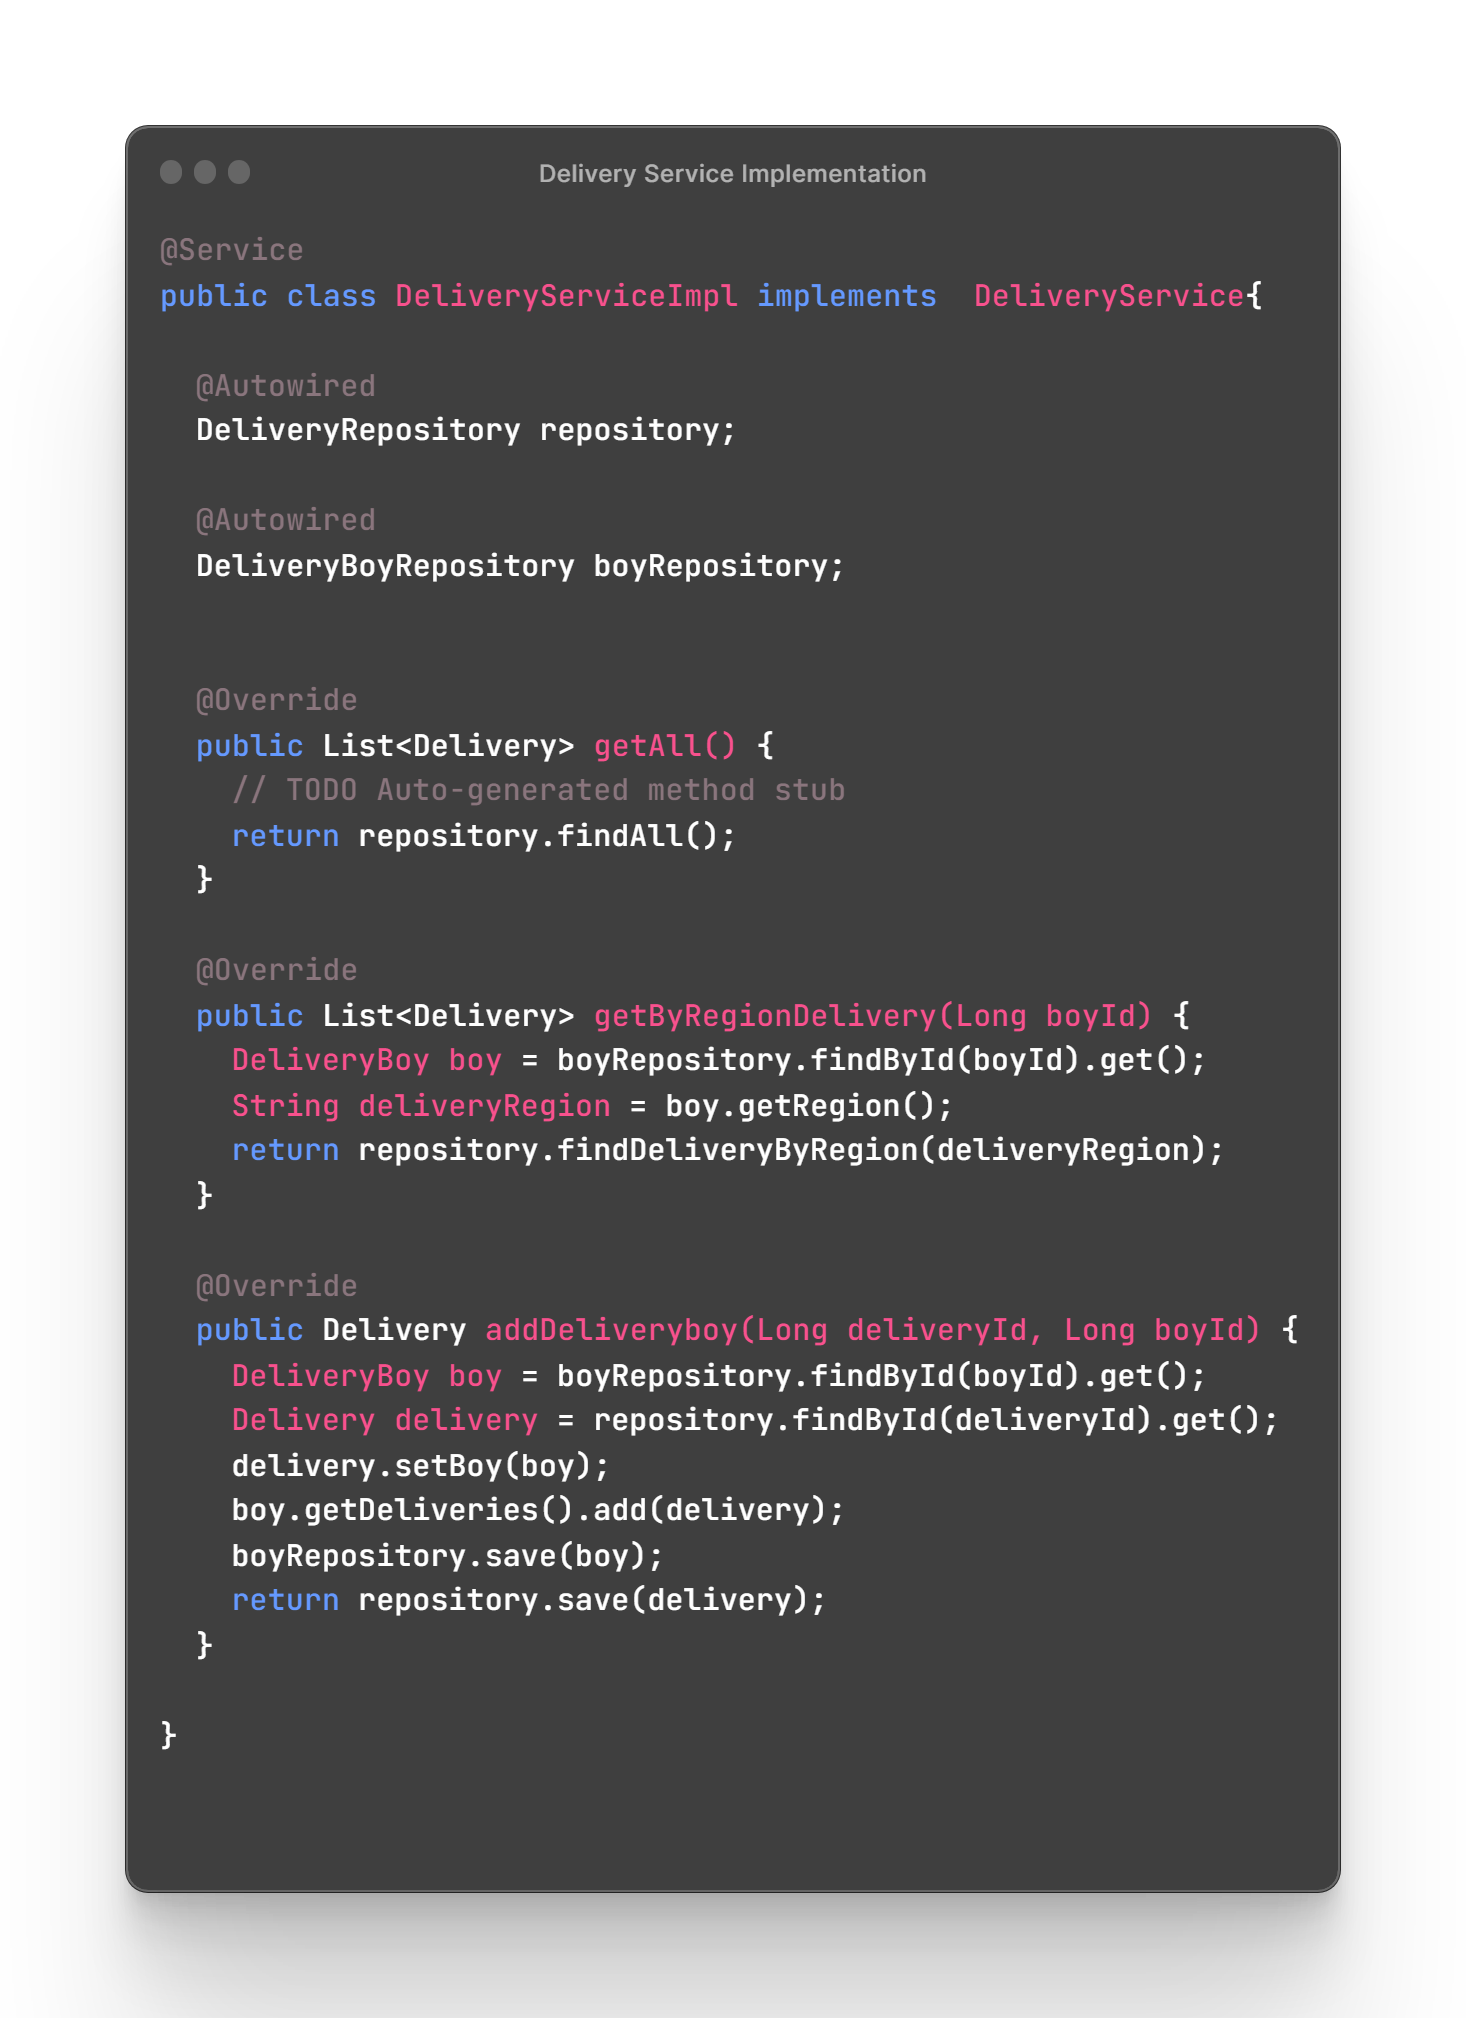 Delivery Service Implementation
@Service
public class DeliveryServiceImpl implements  DeliveryService{
@Autowired
DeliveryRepository repository;
@Autowired
DeliveryBoyRepository boyRepository;
@Override
public List<Delivery> getAll() {
// TODO Auto-generated method stub
return repository.findAll();
}
@Override
public List<Delivery> getByRegionDelivery(Long boyId) {
DeliveryBoy boy = boyRepository.findById(boyId).get();
String deliveryRegion = boy.getRegion();
return repository.findDeliveryByRegion(deliveryRegion);
}
@Override
public Delivery addDeliveryboy(Long deliveryId, Long boyId) {
DeliveryBoy boy = boyRepository.findById(boyId).get();
Delivery delivery = repository.findById(deliveryId).get();
delivery.setBoy(boy);
boy.getDeliveries().add(delivery);
boyRepository.save(boy);
return repository.save(delivery);
}
}